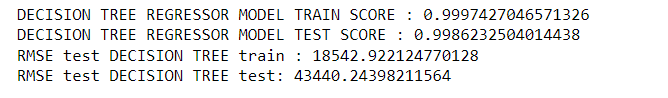 DECISION TREE REGRESSOR MODEL TRAIN SCORE : 0.9997427046571326
DECISION TREE REGRESSOR MODEL TEST SCORE : 0.9986232504014438
RMSE test DECISION TREE train : 18542.922124770128
RMSE test DECISION TREE test: 43440.24398211564